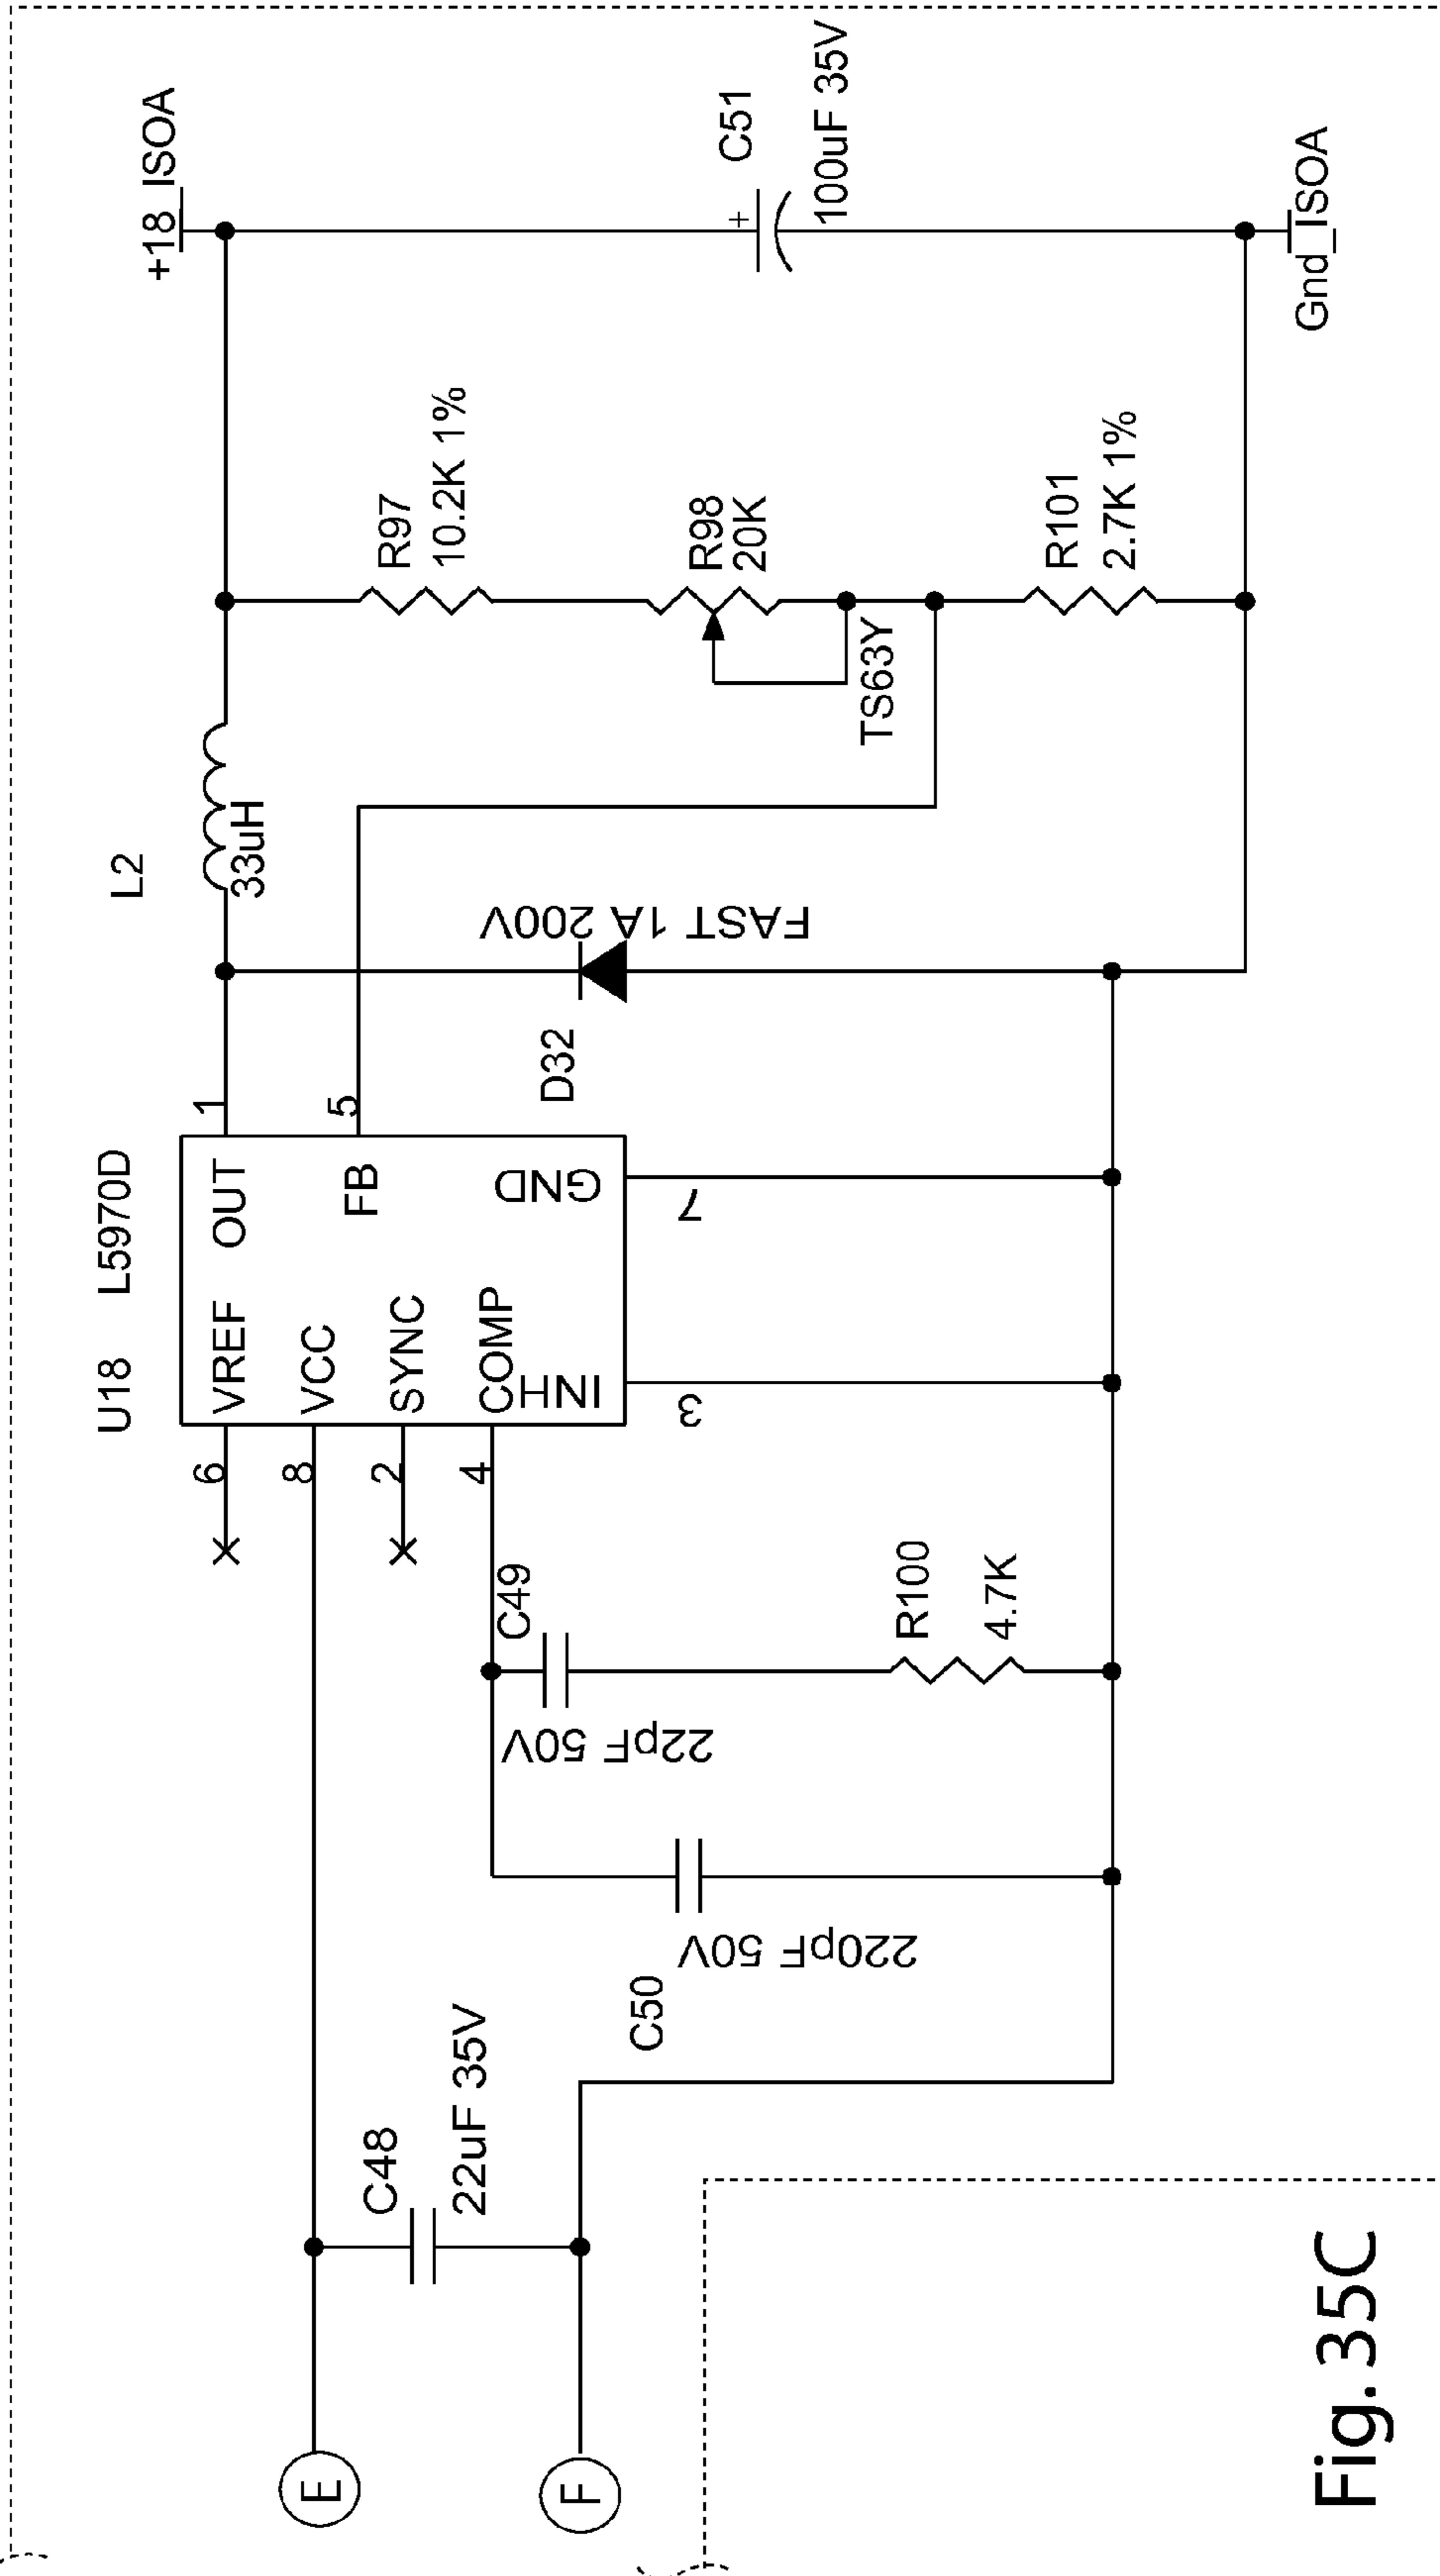 U18 L5970D
L2
+18_ISOA
6
VREF
OUT
1
8
VCC
FB
5
2
SYNC
4
COMP
INH
GND
3
7
33uH
C48
22uF 35V
C49
22pF 50V
C50
220pF 50V
R100
4.7K
D32
FAST 1A 200V
R97
10.2K 1%
R98
20K
TS63Y
R101
2.7K 1%
C51
+
100uF 35V
E
F
Gnd_ISOA
Fig. 35C